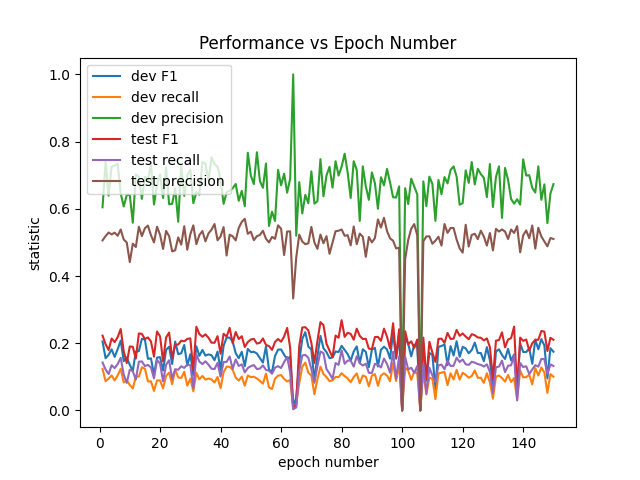 Performance vs Epoch Number
1.0
0.8
0.6
0.4
0.2
0.0
statistic
dev F1
dev recall
dev precision
test F1
test recall
test precision
0 20 40 60 80 100 120 140
epoch number